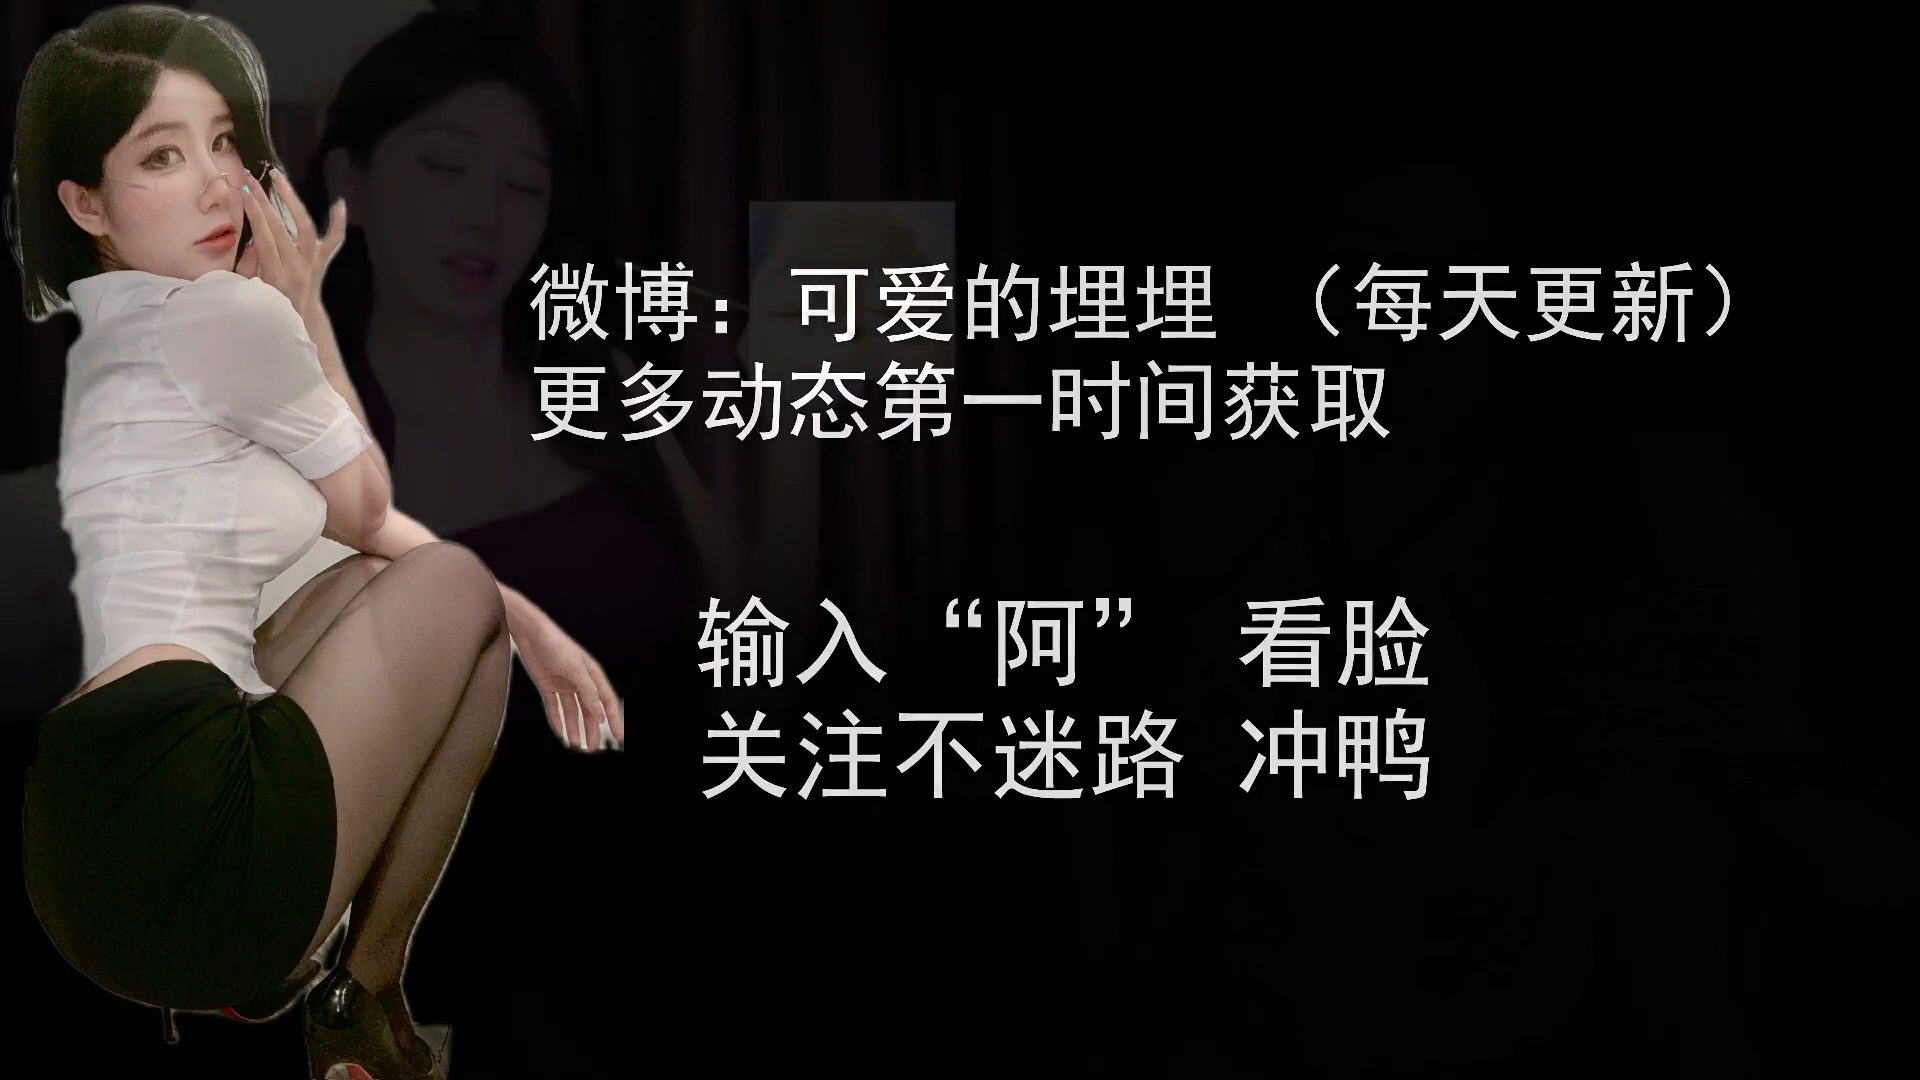 微博：可爱的埋埋 （每天更新）
更多动态第一时间获取
输入“阿” 看脸
关注不迷路 冲鸭